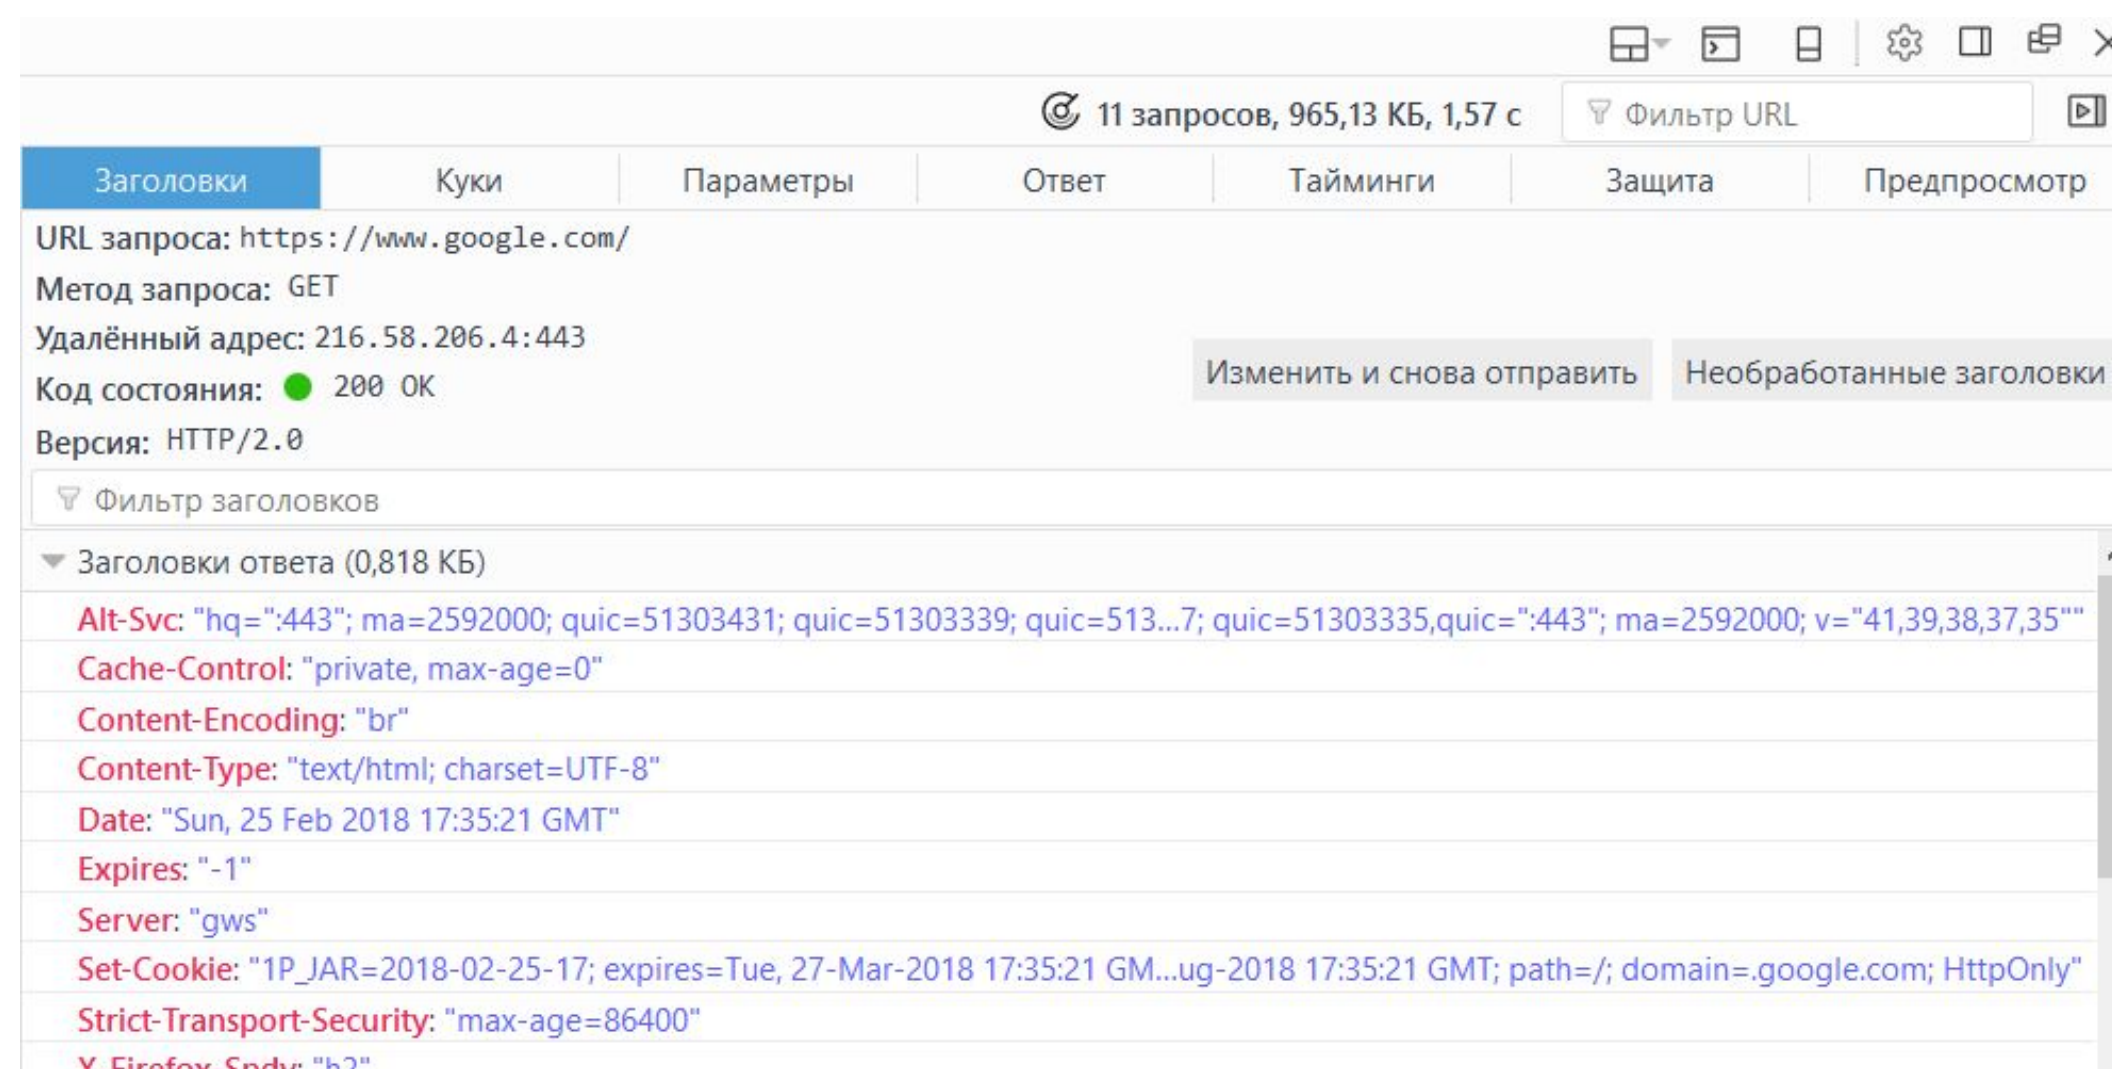 11 запросов, 965,13 КБ, 1,57 с Фильтр URL
Заголовки Куки Параметры Ответ Тайминги Защита Предпросмотр
URL запроса: https://www.google.com/
Метод запроса: GET
Удалённый адрес: 216.58.206.4:443
Код состояния: 200 OK
Изменить и снова отправить Необработанные заголовки
Версия: HTTP/2.0
Фильтр заголовков
Заголовки ответа (0,818 КБ)
Alt-Svc: "hq=":443"; ma=2592000; quic=51303431; quic=51303339; quic=513...7; quic=51303335,quic=":443"; ma=2592000; v="41,39,38,37,35""
Cache-Control: "private, max-age=0"
Content-Encoding: "br"
Content-Type: "text/html; charset=UTF-8"
Date: "Sun, 25 Feb 2018 17:35:21 GMT"
Expires: "-1"
Server: "gws"
Set-Cookie: "1P_JAR=2018-02-25-17; expires=Tue, 27-Mar-2018 17:35:21 GM...ug-2018 17:35:21 GMT; path=/; domain=.google.com; HttpOnly"
Strict-Transport-Security: "max-age=86400"
X-Firefox-Spdy: "h2"